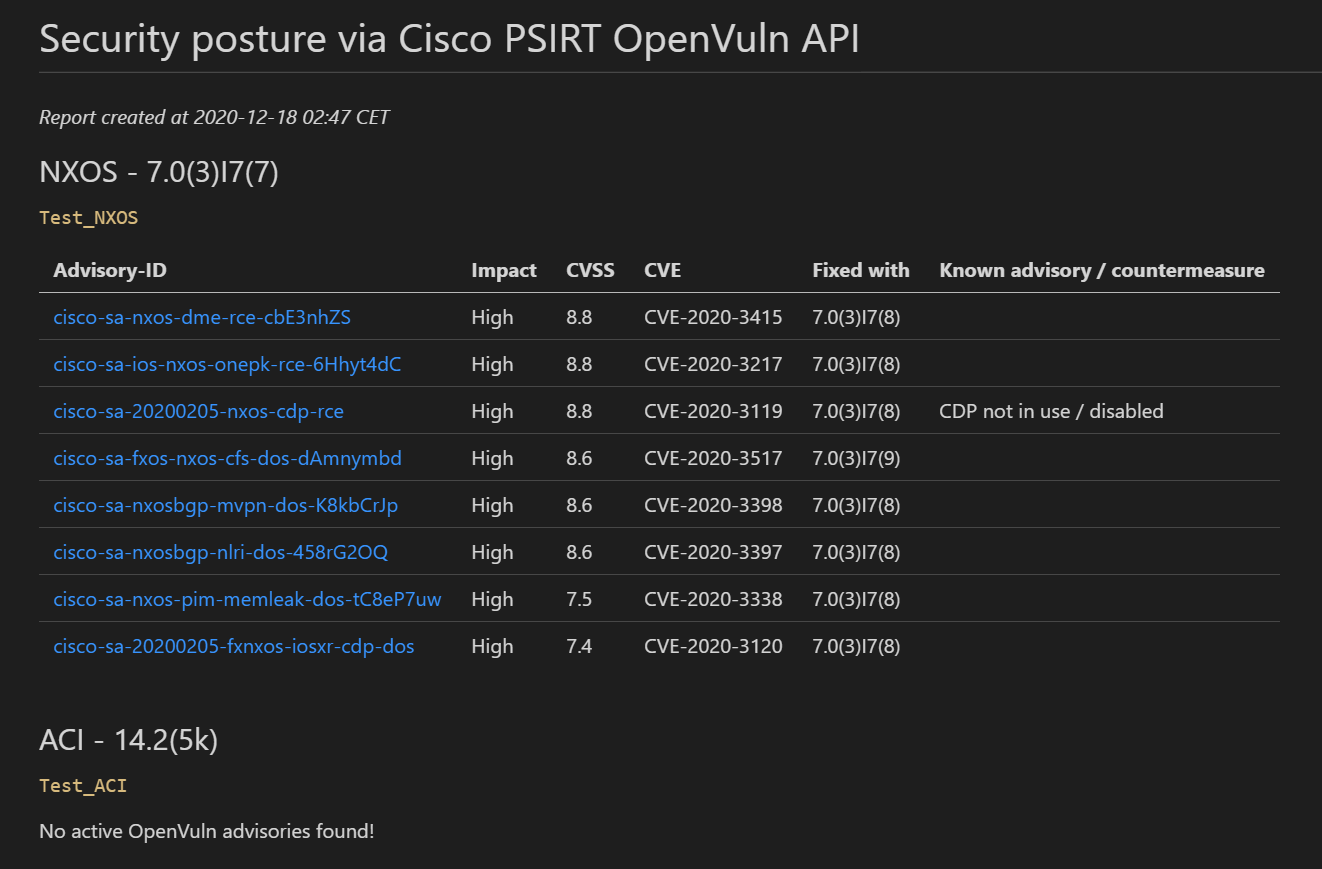 Security posture via Cisco PSIRT OpenVuln API
Report created at 2020-12-18 02:47 CET
NXOS - 7.0(3)I7(7)
Test_NXOS
Advisory-ID Impact CVSS CVE Fixed with Known advisory / countermeasure
cisco-sa-nxos-dme-rce-cbE3nhZS High 8.8 CVE-2020-3415 7.0(3)I7(8)
cisco-sa-ios-nxos-onepk-rce-6Hhyt4dC High 8.8 CVE-2020-3217 7.0(3)I7(8)
cisco-sa-20200205-nxos-cdp-rce High 8.8 CVE-2020-3119 7.0(3)I7(8) CDP not in use / disabled
cisco-sa-fxos-nxos-cfs-dos-dAmnymbd High 8.6 CVE-2020-3517 7.0(3)I7(9)
cisco-sa-nxosbgp-mvpn-dos-K8kbCrJp High 8.6 CVE-2020-3398 7.0(3)I7(8)
cisco-sa-nxosbgp-nlri-dos-458rG2OQ High 8.6 CVE-2020-3397 7.0(3)I7(8)
cisco-sa-nxos-pim-memleak-dos-tC8eP7uw High 7.5 CVE-2020-3338 7.0(3)I7(8)
cisco-sa-20200205-fxnxos-iosxr-cdp-dos High 7.4 CVE-2020-3120 7.0(3)I7(8)
ACI - 14.2(5k)
Test_ACI
No active OpenVuln advisories found!